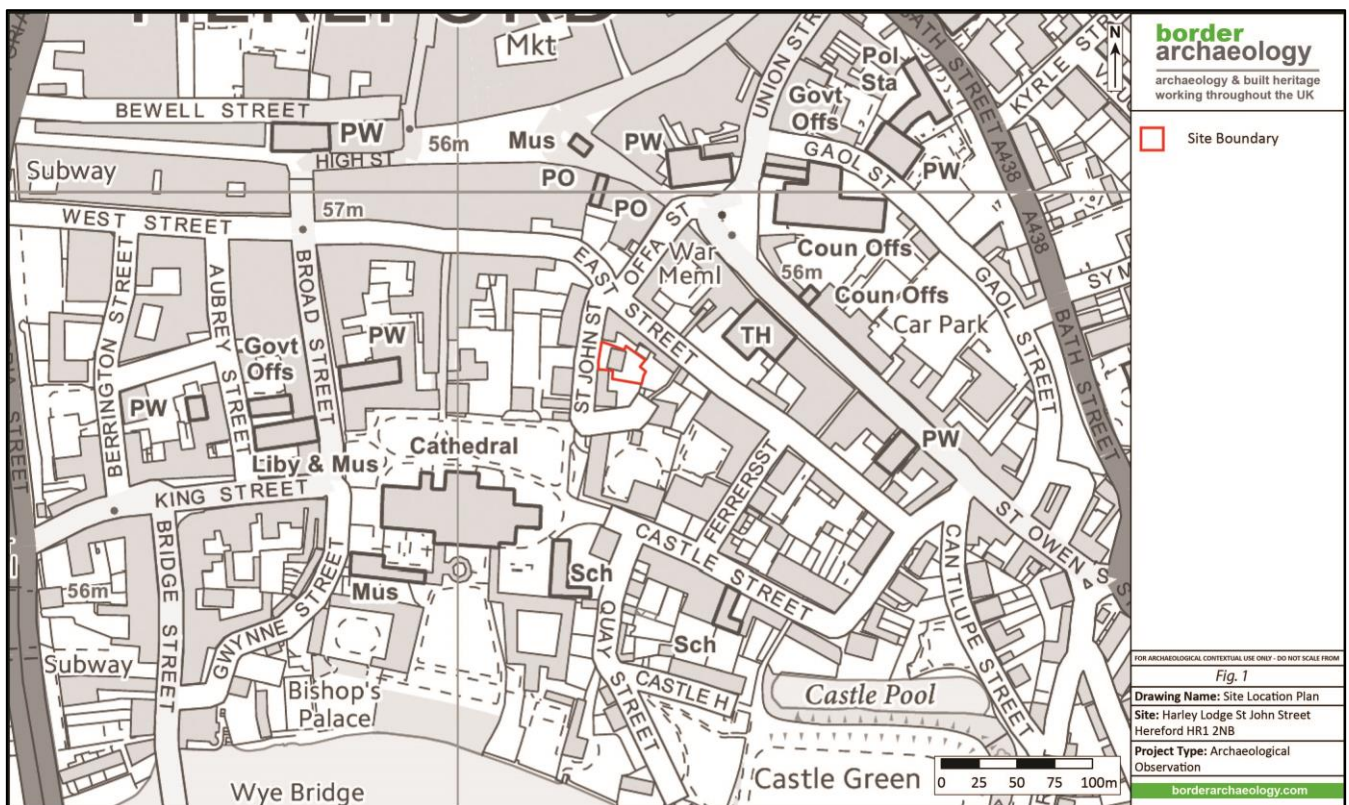 HEREFORD
Mkt
BEWELL STREET
PW
HIGH ST
56m
Mus
PO
PO
PW
UNION STR
Govt
Offs
Pol
Sta
BATH STREET A438
KYRLE STR
GAOL ST
PW
A438
Subway
WEST STREET
57m
BERRINGTON STREET
AUBREY STREET
BROAD STREET
PW
EAST STREET
OFFA ST
War
Meml
Coun Offs
56m
Coun Offs
Car Park
GAOL STREET
BATH STREET
SYM
Govt
Offs
PW
ST JOHN ST
TH
PW
Liby & Mus
Cathedral
KING STREET
BRIDGE STREET
56m
Mus
Sch
CASTLE STREET
FERRERSST
ST OWEN S
CANTILUPE STREET
GWYNNE STREET
QUAY STREET
Sch
Subway
Bishop's
Palace
CASTLE H
Castle Pool
Castle Green
Wye Bridge
0 25 50 75 100m
N
border
archaeology
archaeology & built heritage
working throughout the UK
Site Boundary
FOR ARCHAEOLOGICAL CONTEXTUAL USE ONLY - DO NOT SCALE FROM
Fig. 1
Drawing Name: Site Location Plan
Site: Harley Lodge St John Street
Hereford HR1 2NB
Project Type: Archaeological
Observation
borderarchaeology.com